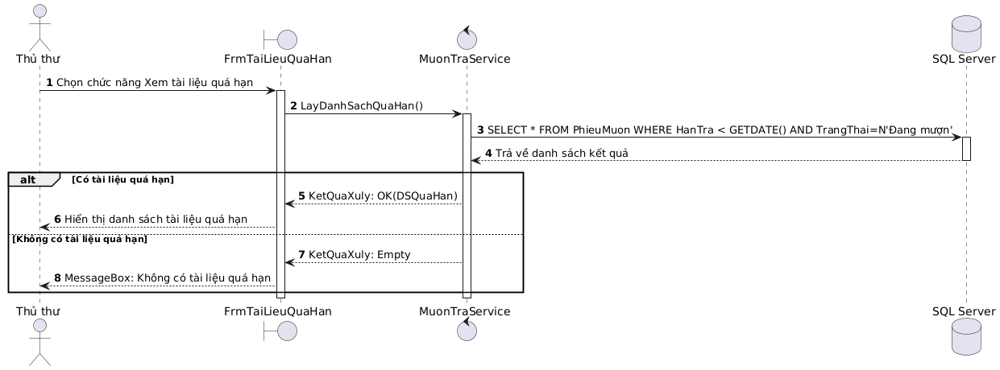 Thủ thư
FrmTaiLieuQuaHan
MuonTraService
SQL Server
1 Chọn chức năng Xem tài liệu quá hạn
2 LayDanhSachQuaHan()
3 SELECT * FROM PhieuMuon WHERE HanTra < GETDATE() AND TrangThai=N'Đang mượn'
4 Trả về danh sách kết quả
alt [Có tài liệu quá hạn]
5 KetQuaXuly: OK(DSQuaHan)
6 Hiển thị danh sách tài liệu quá hạn
[Không có tài liệu quá hạn]
7 KetQuaXuly: Empty
8 MessageBox: Không có tài liệu quá hạn
Thủ thư
FrmTaiLieuQuaHan
MuonTraService
SQL Server